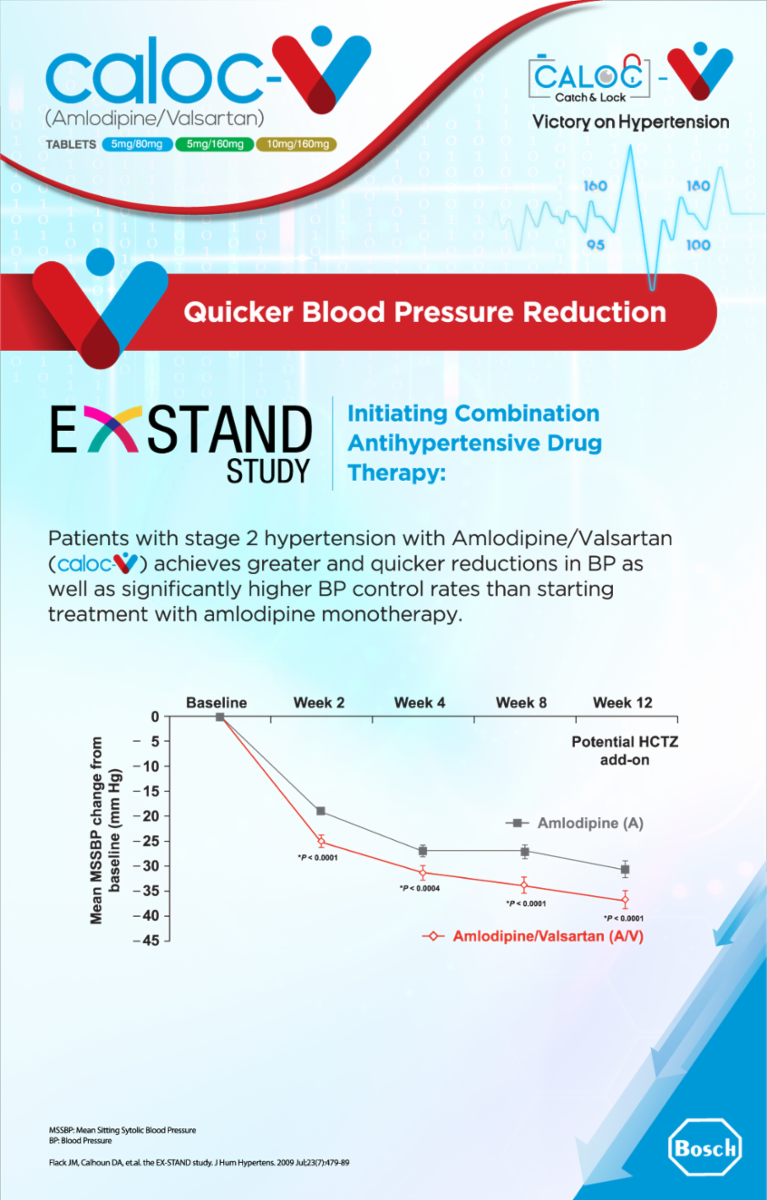 caloc-V
(Amlodipine/Valsartan)
TABLETS 5mg/80mg 5mg/160mg 10mg/160mg
CALOC - V
Catch & Lock
Victory on Hypertension
160 180
95 100
Quicker Blood Pressure Reduction
EXSTAND
STUDY
Initiating Combination
Antihypertensive Drug
Therapy:
Patients with stage 2 hypertension with Amlodipine/Valsartan
(caloc-V) achieves greater and quicker reductions in BP as
well as significantly higher BP control rates than starting
treatment with amlodipine monotherapy.
Baseline Week 2 Week 4 Week 8 Week 12
Mean MSSBP change from
baseline (mm Hg)
0
- 5
-10
-15
-20
-25
-30
-35
-40
-45
Potential HCTZ
add-on
Amlodipine (A)
*P < 0.0001
*P < 0.0004
*P < 0.0001
*P < 0.0001
Amlodipine/Valsartan (A/V)
MSSBP: Mean Sitting Sytolic Blood Pressure
BP: Blood Pressure
Flack JM, Calhoun DA, et.al. the EX-STAND study. J Hum Hypertens. 2009 Jul;23(7):479-89
Bosch